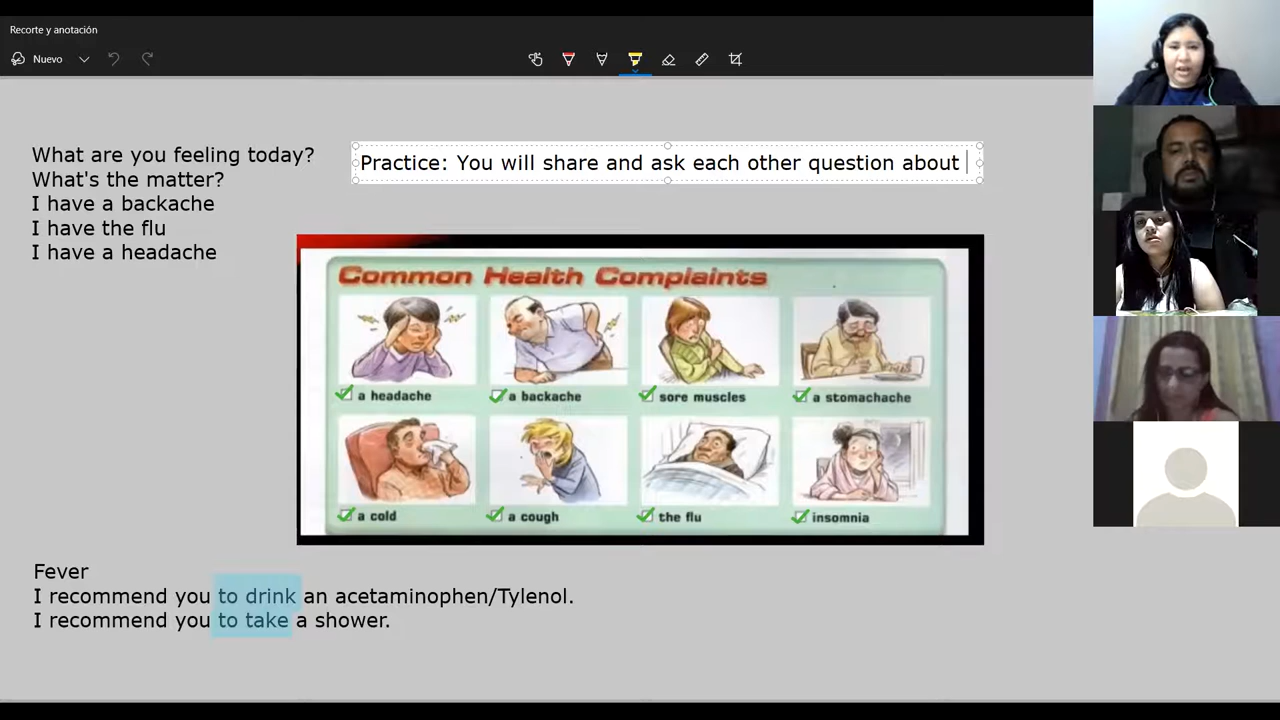 Recorte y anotación
Nuevo
What are you feeling today?
What's the matter?
I have a backache
I have the flu
I have a headache
Practice: You will share and ask each other question about
Common Health Complaints
a headache
a backache
sore muscles
a stomachache
a cold
a cough
the flu
insomnia
Fever
I recommend you to drink an acetaminophen/Tylenol.
I recommend you to take a shower.